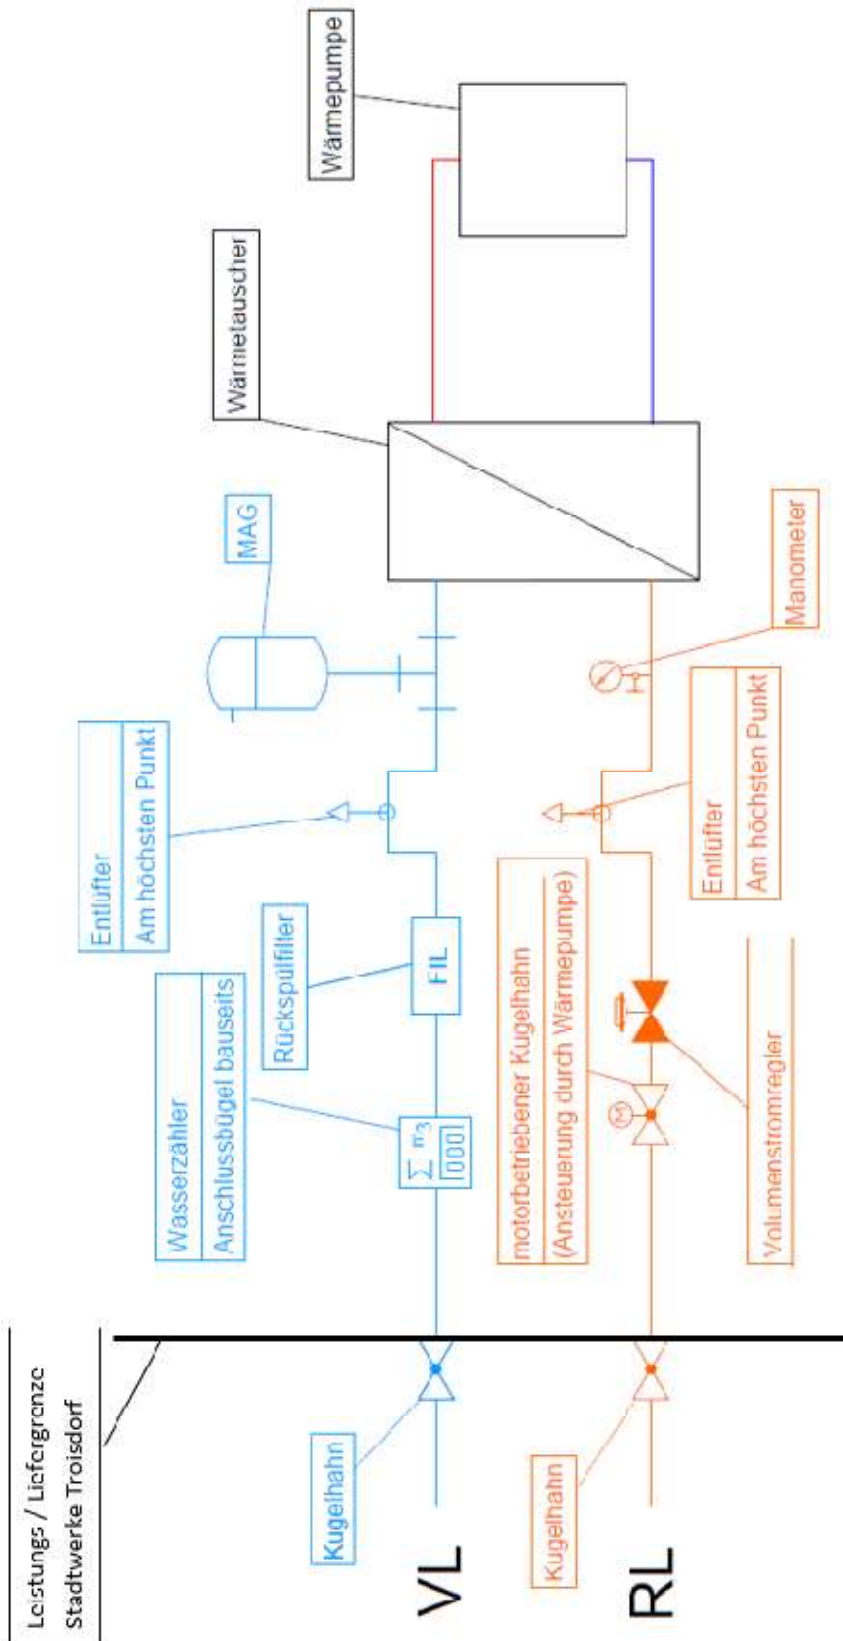 Leistungs / Liefergrenze
Stadtwerke Troisdorf
Kugelhahn
VL
Kugelhahn
RL
Wasserzähler
Anschlussbügel bauseits
Σ m3
000
Rückspülfilter
FIL
Entlüfter
Am höchsten Punkt
MAG
motorbetriebener Kugelhahn
(Ansteuerung durch Wärmepumpe)
M
Volumenstromregler
Entlüfter
Am höchsten Punkt
Manometer
Wärmetauscher
Wärmepumpe